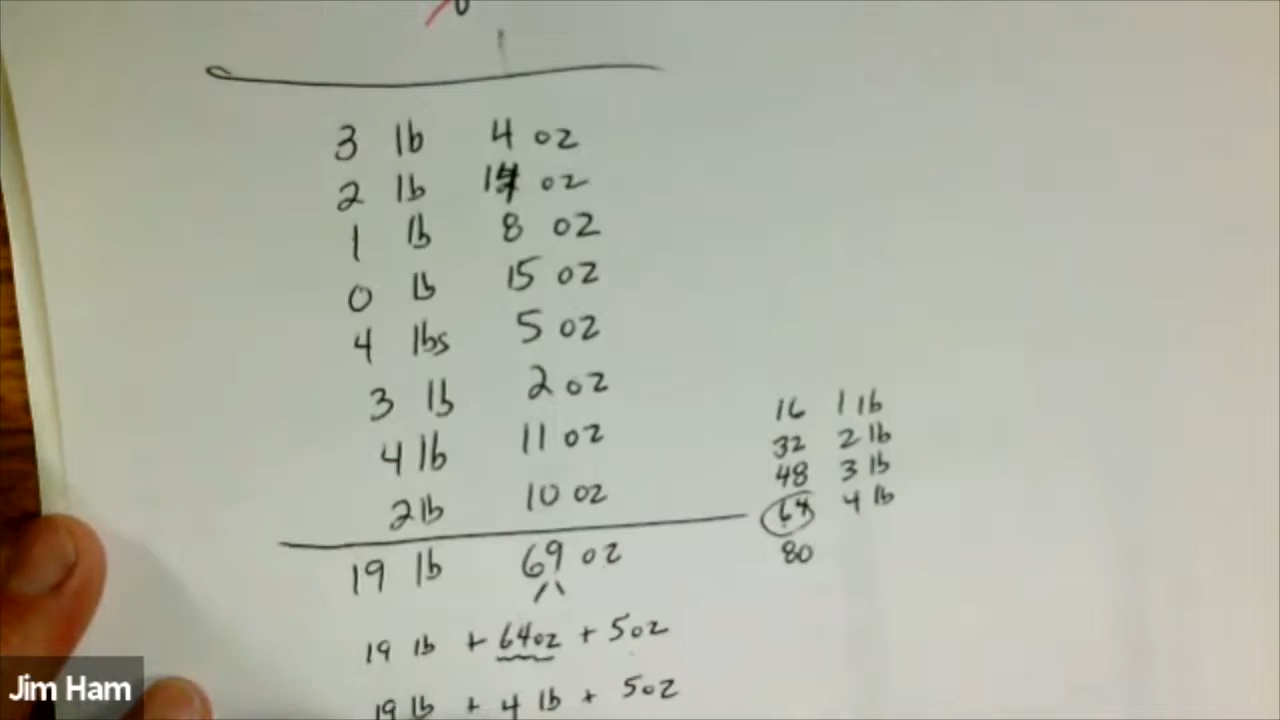 3 lb 4 oz
2 lb 14 oz
1 lb 8 oz
0 lb 15 oz
4 lbs 5 oz
3 lb 2 oz
4 lb 11 oz
2 lb 10 oz
19 lb 69 oz
19 lb + 64 oz + 5 oz
19 lb + 4 lb + 5 oz
16 1 lb
32 2 lb
48 3 lb
64 4 lb
80
Jim Ham